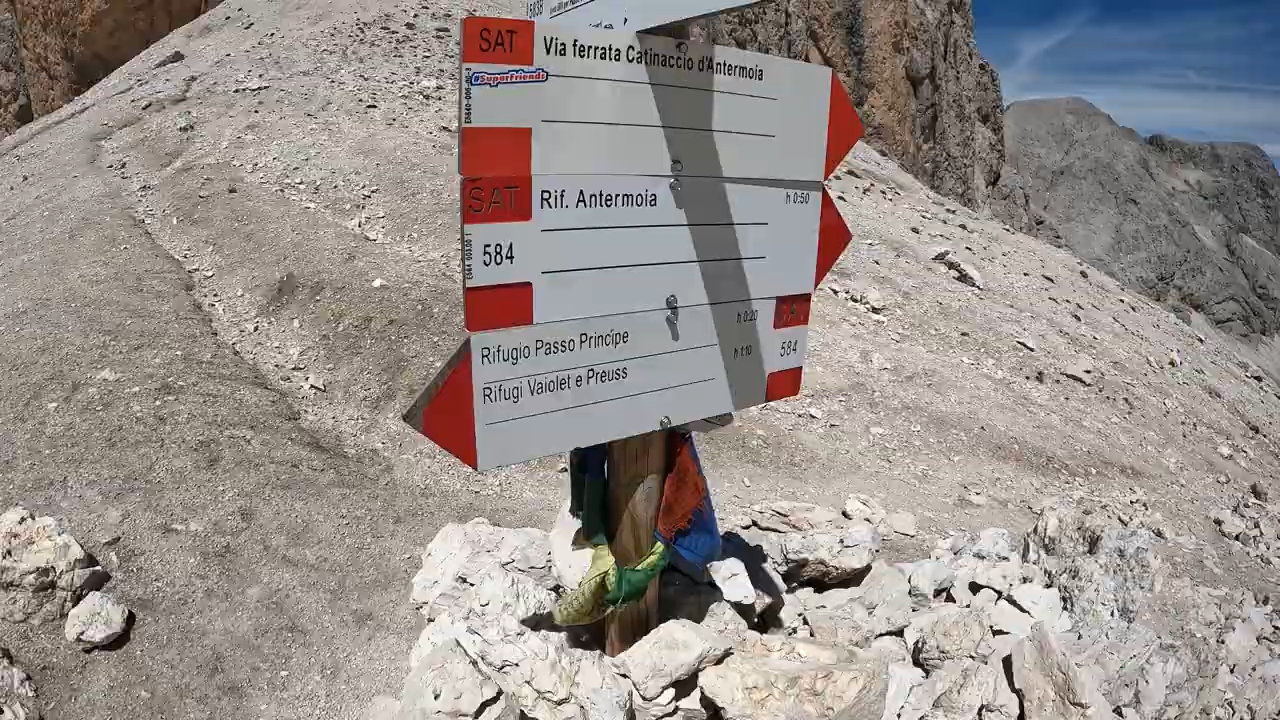 SAT Via ferrata Catinaccio d'Antermoia
#SuperFriends
SAT Rif. Antermoia h 0:50
584
Rifugio Passo Princípe h 0:20
Rifugi Vaiolet e Preuss h 1:10 584